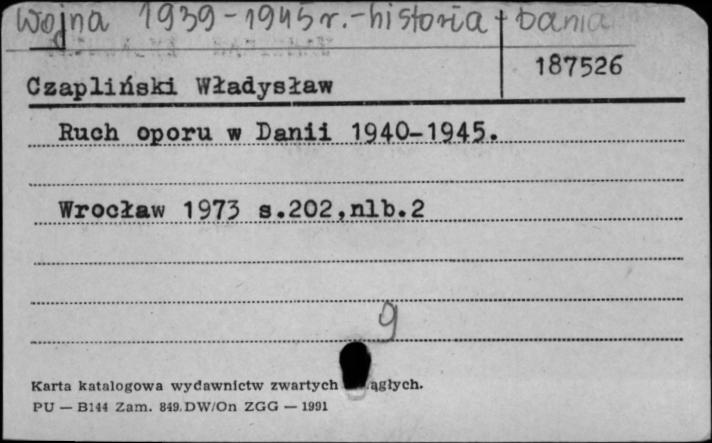 Wojna 1939-1945r.-historia - Dania
187526
Czapliński Władysław
Ruch oporu w Danii 1940-1945.
Wrocław 1973 s.202,nlb.2
9
Karta katalogowa wydawnictw zwartych
PU — B144 Zam. 849. DW/On ZGG — 1991